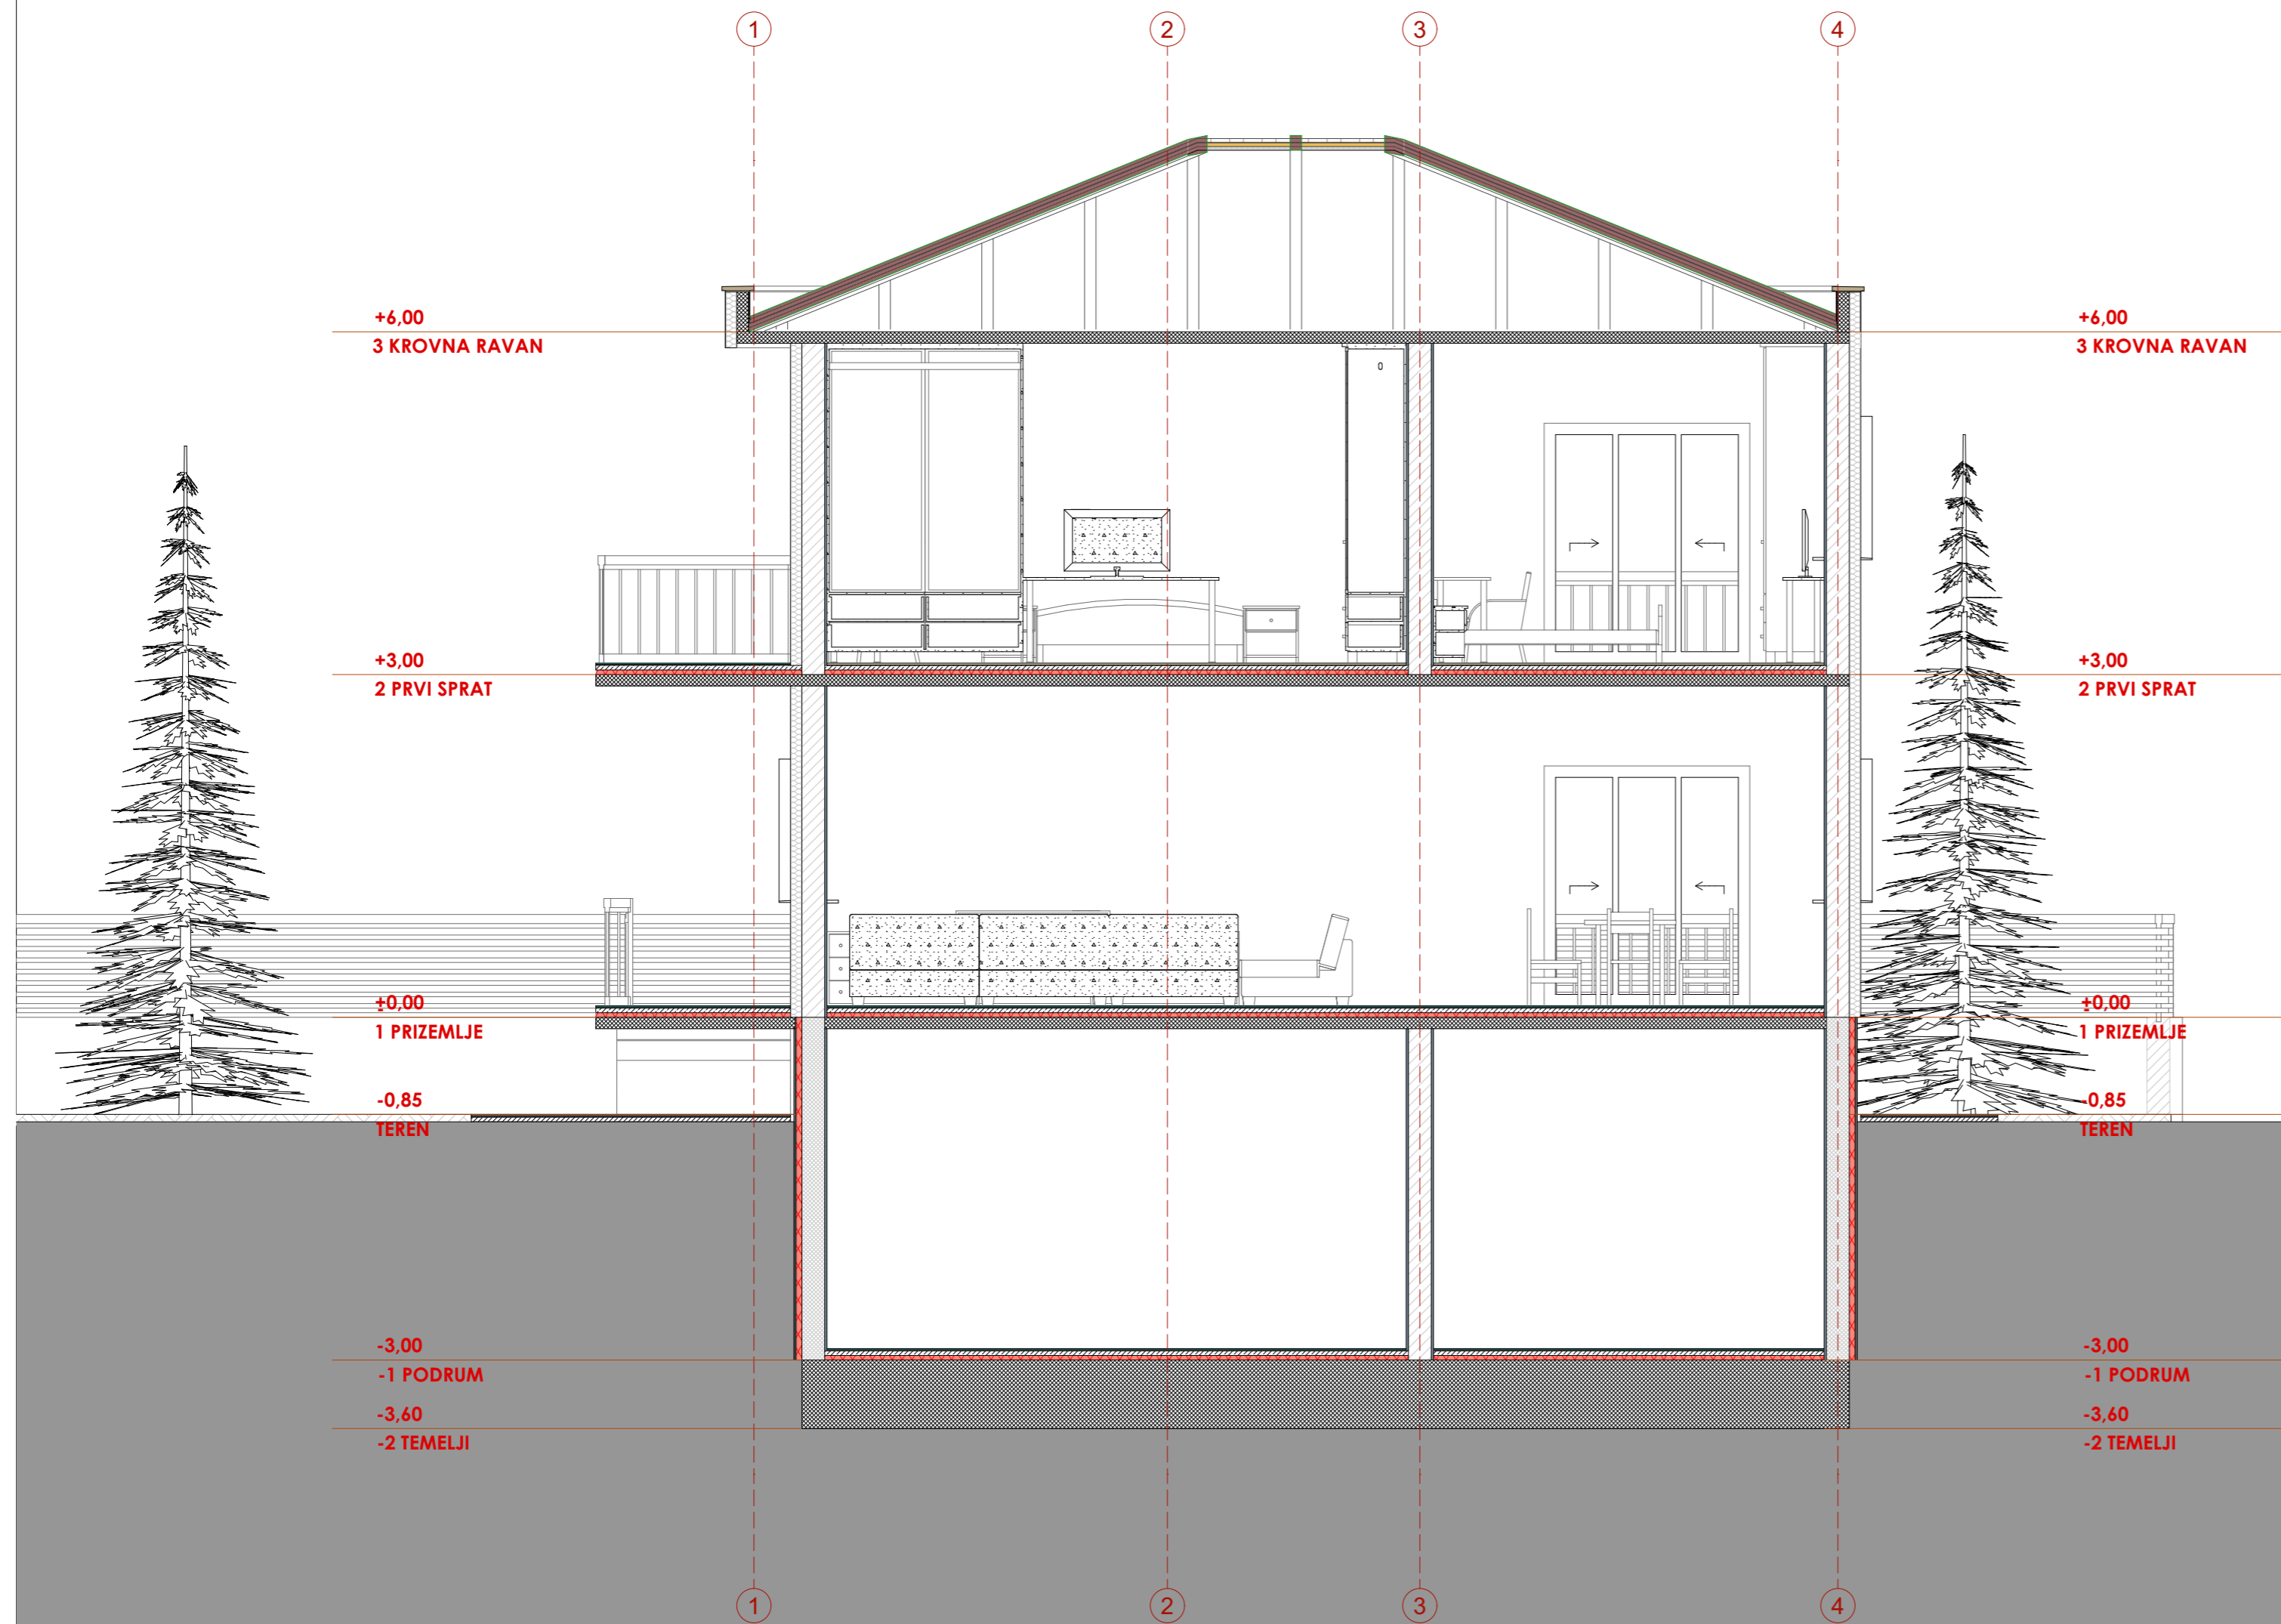 1 2 3 4
+6,00 +6,00
3 KROVNA RAVAN 3 KROVNA RAVAN
+3,00 +3,00
2 PRVI SPRAT 2 PRVI SPRAT
±0,00 ±0,00
1 PRIZEMLJE 1 PRIZEMLJE
-0,85 -0,85
TEREN TEREN
-3,00 -3,00
-1 PODRUM -1 PODRUM
-3,60 -3,60
-2 TEMELJI -2 TEMELJI
1 2 3 4